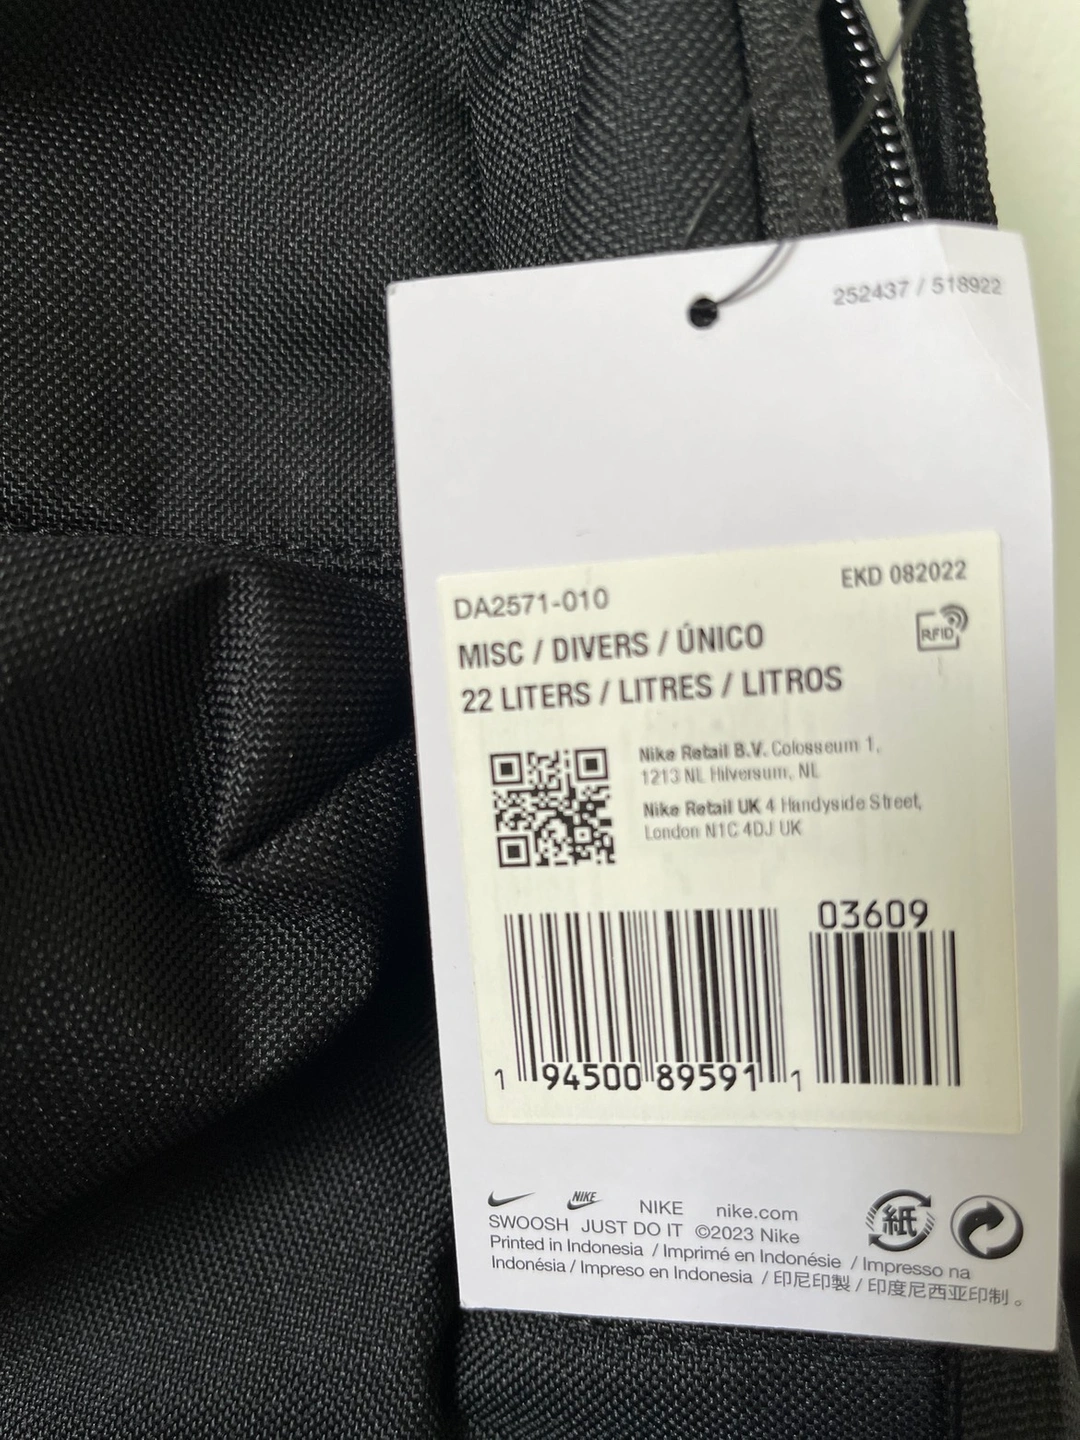 252437 / 518922
DA2571-010
EKD 082022
MISC / DIVERS / ÚNICO
RFID
22 LITERS / LITRES / LITROS
Nike Retail B.V. Colosseum 1,
1213 NL Hilversum, NL
Nike Retail UK 4 Handyside Street,
London N1C 4DJ UK
03609
1 94500 89591 1
NIKE NIKE nike.com
SWOOSH JUST DO IT ©2023 Nike
紙
Printed in Indonesia / Imprimé en Indonésie / Impresso na
Indonésia / Impreso en Indonesia / 印尼印製 / 印度尼西亚印制。